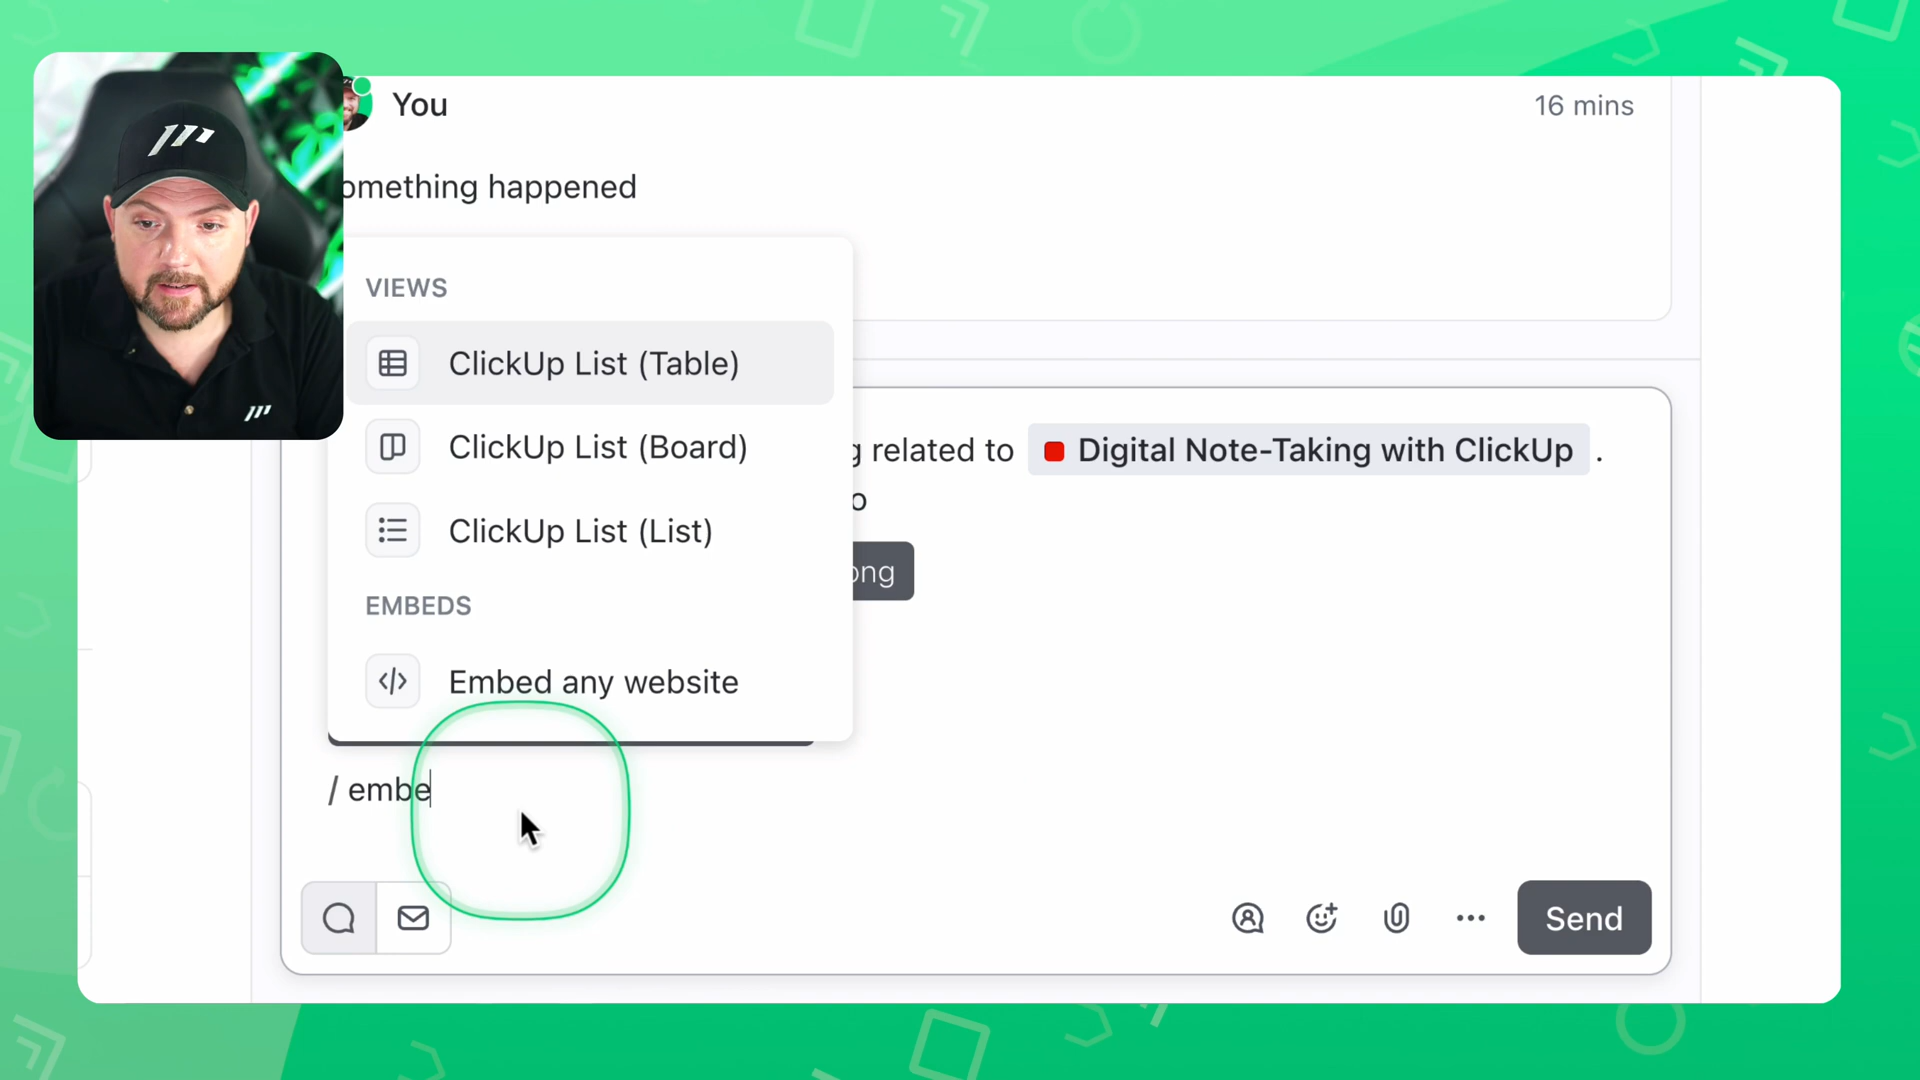 You
16 mins
omething happened
VIEWS
ClickUp List (Table)
ClickUp List (Board)
ClickUp List (List)
EMBEDS
Embed any website
related to Digital Note-Taking with ClickUp .
/ embe
Send